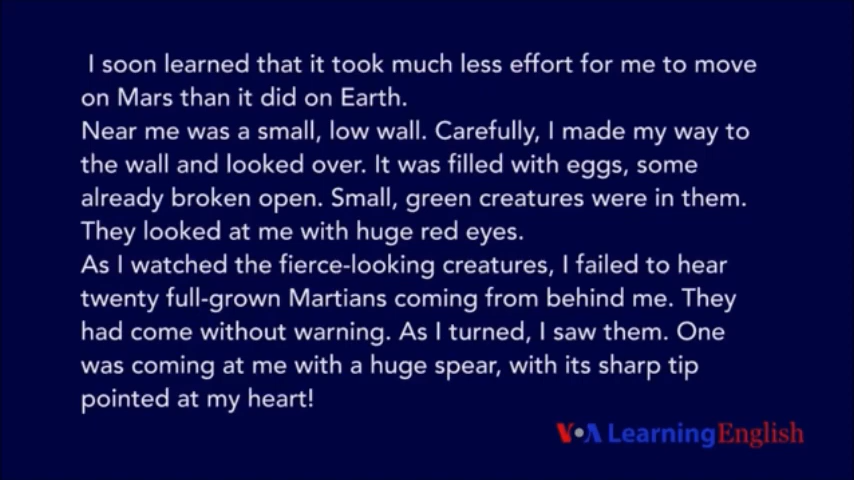 I soon learned that it took much less effort for me to move
on Mars than it did on Earth.
Near me was a small, low wall. Carefully, I made my way to
the wall and looked over. It was filled with eggs, some
already broken open. Small, green creatures were in them.
They looked at me with huge red eyes.
As I watched the fierce-looking creatures, I failed to hear
twenty full-grown Martians coming from behind me. They
had come without warning. As I turned, I saw them. One
was coming at me with a huge spear, with its sharp tip
pointed at my heart!
VOA Learning English